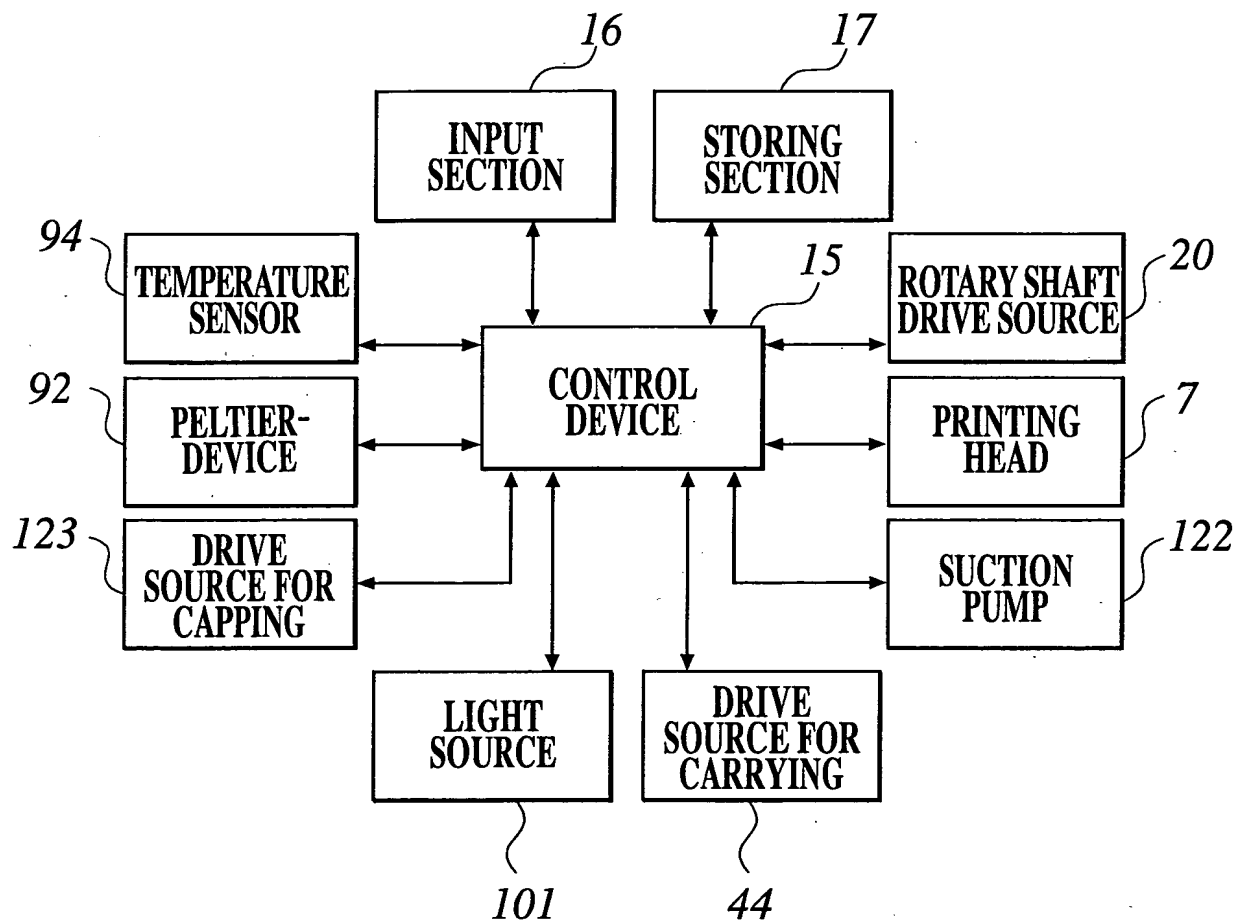 16
17
INPUT
SECTION
STORING
SECTION
94
TEMPERATURE
SENSOR
15
ROTARY SHAFT
DRIVE SOURCE
20
92
PELTIER-
DEVICE
CONTROL
DEVICE
PRINTING
HEAD
7
123
DRIVE
SOURCE FOR
CAPPING
SUCTION
PUMP
122
LIGHT
SOURCE
DRIVE
SOURCE FOR
CARRYING
101
44